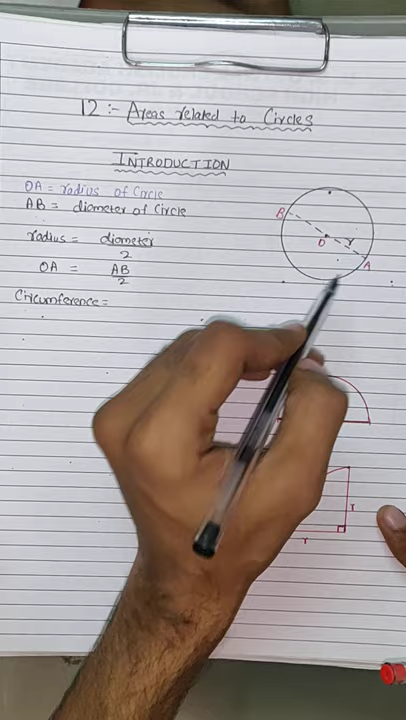 12 :- Areas related to Circles
INTRODUCTION
OA = radius of Circle
AB = diameter of Circle
radius = diameter
2
OA = AB
2
Circumference =
B
O
r
A
r
r